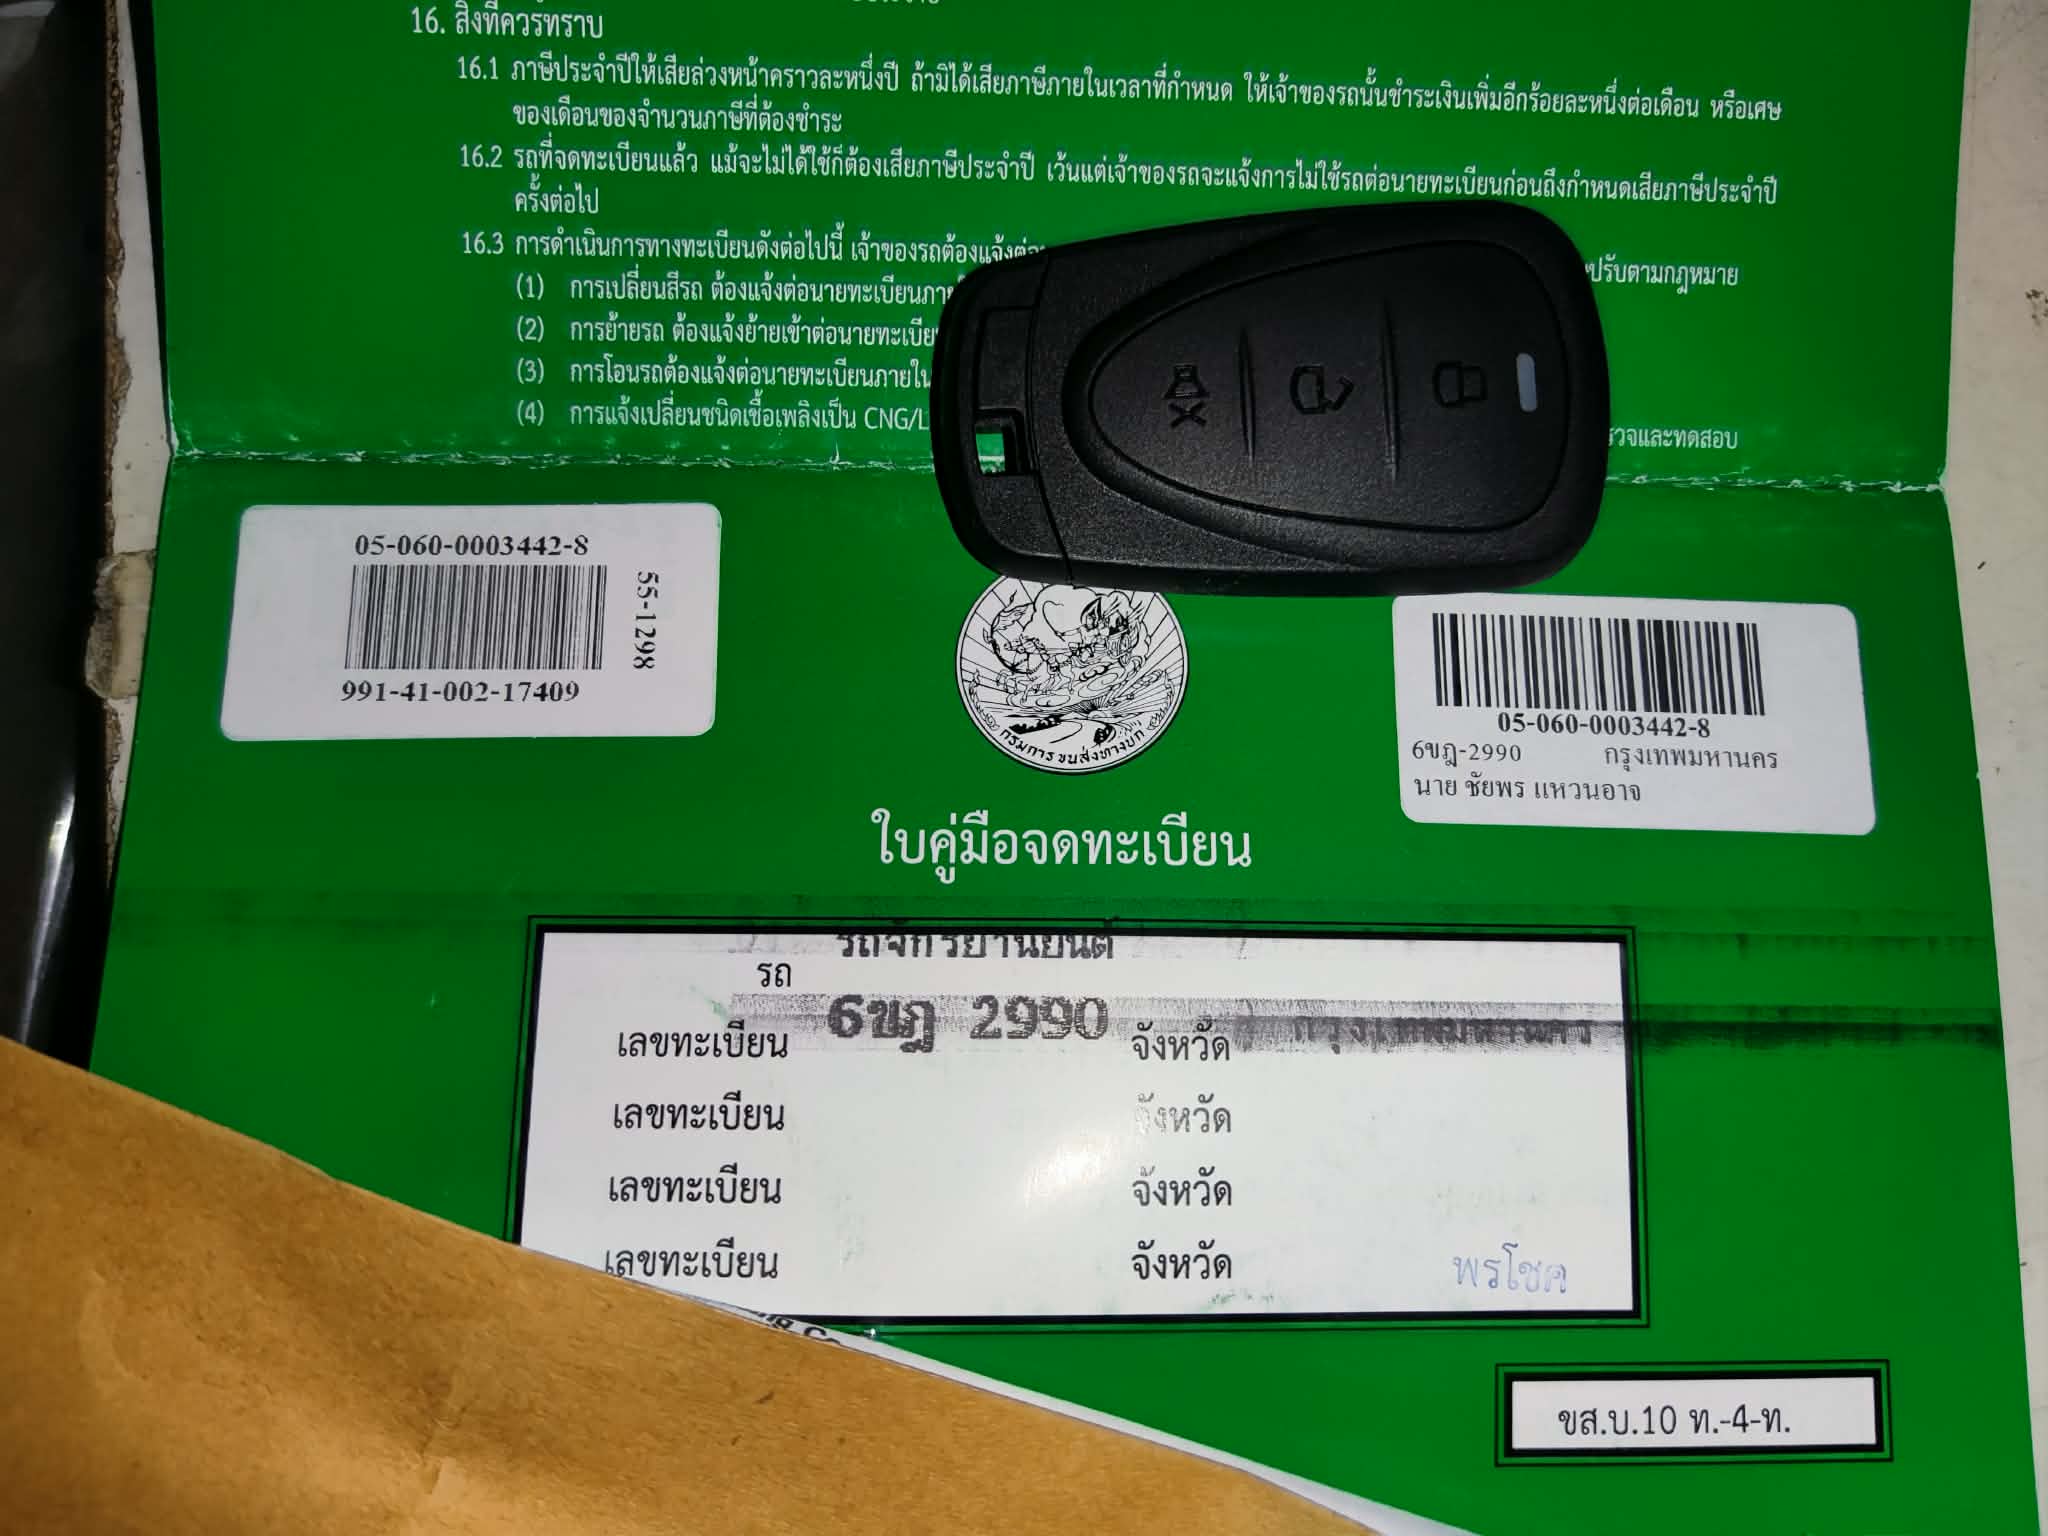 16. สิ่งที่ควรทราบ
16.1 ภาษีประจำปีให้เสียล่วงหน้าคราวละหนึ่งปี ถ้ามิได้เสียภาษีภายในเวลาที่กำหนด ให้เจ้าของรถนั้นชำระเงินเพิ่มอีกร้อยละหนึ่งต่อเดือน หรือเศษ
ของเดือนของจำนวนภาษีที่ต้องชำระ
16.2 รถที่จดทะเบียนแล้ว แม้จะไม่ได้ใช้ก็ต้องเสียภาษีประจำปี เว้นแต่เจ้าของรถจะแจ้งการไม่ใช้รถต่อนายทะเบียนก่อนถึงกำหนดเสียภาษีประจำปี
ครั้งต่อไป
16.3 การดำเนินการทางทะเบียนดังต่อไปนี้ เจ้าของรถต้องแจ้งต่อ ปรับตามกฎหมาย
(1) การเปลี่ยนสีรถ ต้องแจ้งต่อนายทะเบียนภาย
(2) การย้ายรถ ต้องแจ้งย้ายเข้าต่อนายทะเบีย
(3) การโอนรถต้องแจ้งต่อนายทะเบียนภายใน
(4) การแจ้งเปลี่ยนชนิดเชื้อเพลิงเป็น CNG/L รวจและทดสอบ
05-060-0003442-8
55-1298
991-41-002-17409
กรมการขนส่งทางบก
05-060-0003442-8
6ขฎ-2990 กรุงเทพมหานคร
นาย ชัยพร แหวนอาจ
ใบคู่มือจดทะเบียน
รถจักรยานยนต์
รถ
6ขฎ 2990 กรุงเทพมหานคร
เลขทะเบียน จังหวัด
เลขทะเบียน จังหวัด
เลขทะเบียน จังหวัด
เลขทะเบียน จังหวัด พรโชค
ขส.บ.10 ท.-4-ท.